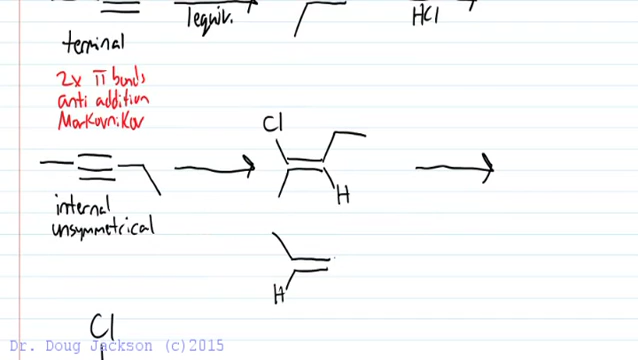 1equiv.
HCl
terminal
2x π bonds
anti addition
Markovnikov
Cl
H
internal
unsymmetrical
H
Cl
Dr. Doug Jackson (c)2015